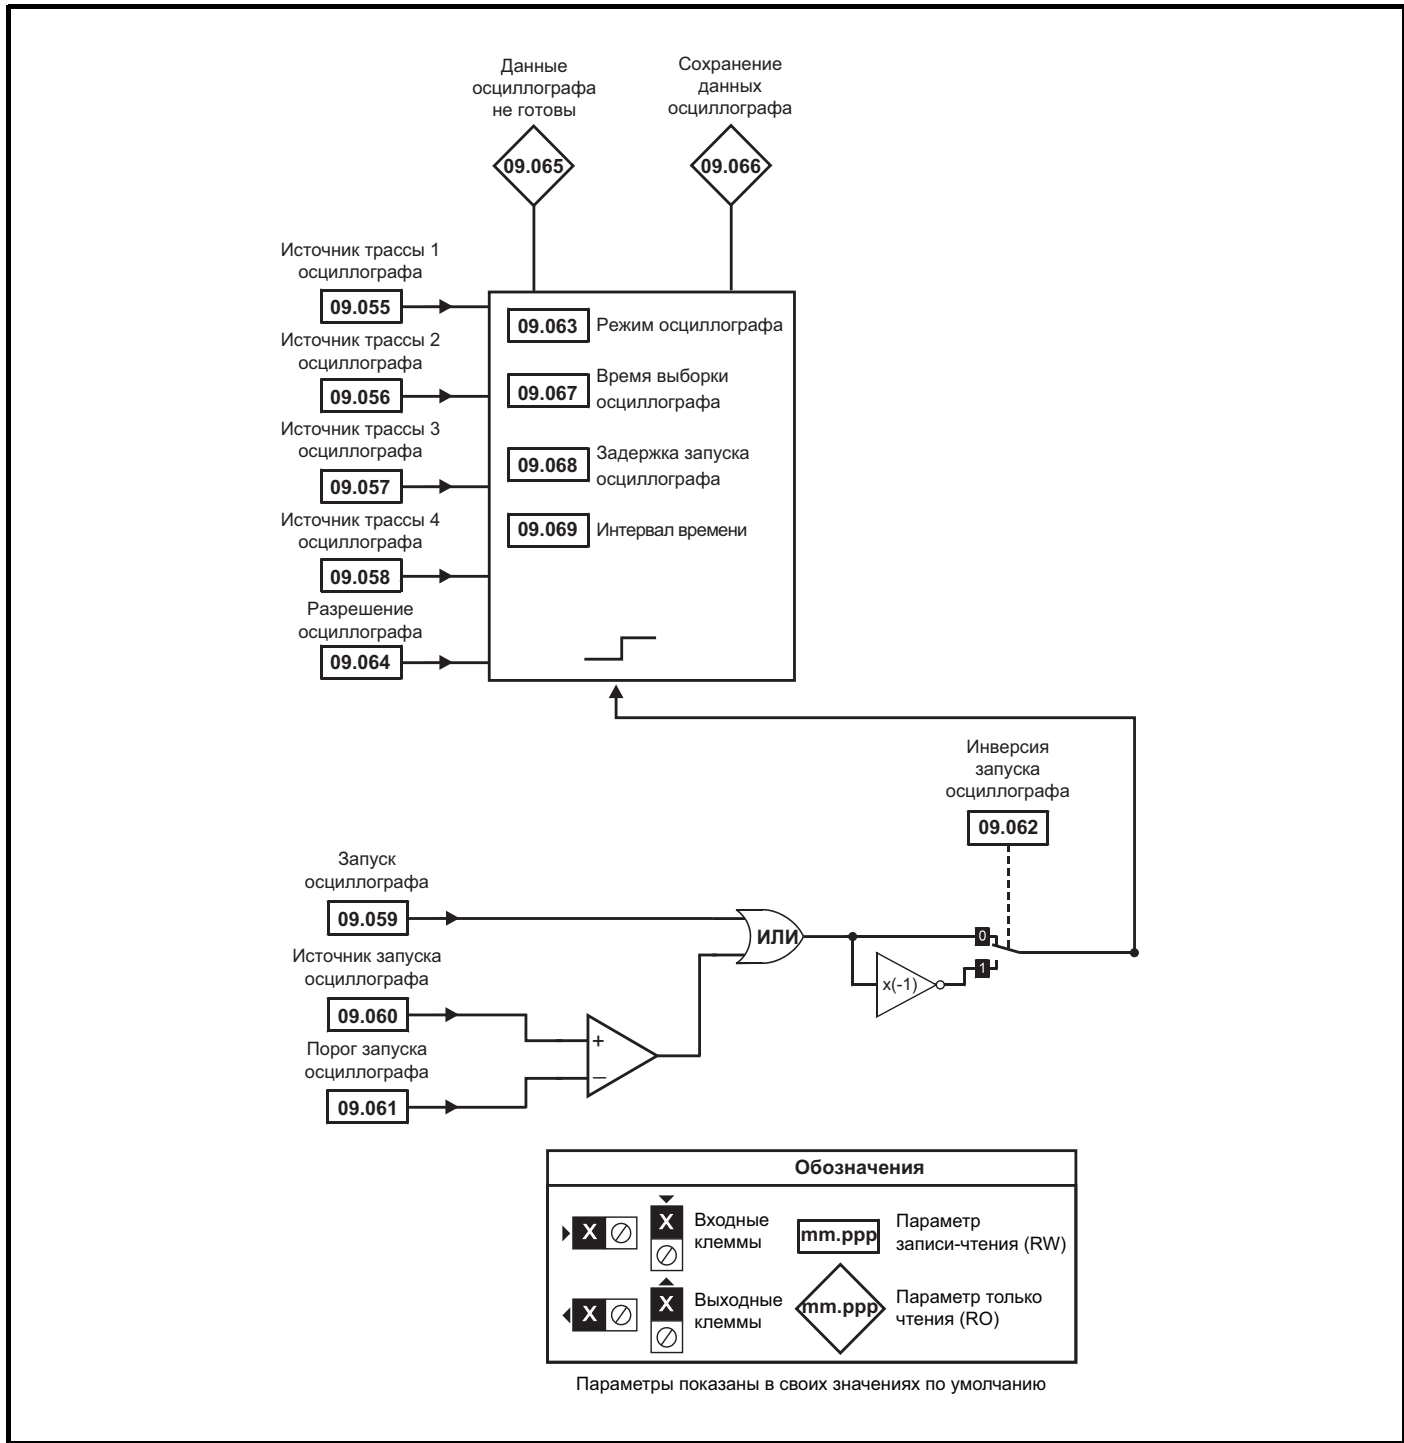 Данные
осциллографа
не готовы
09.065
Сохранение
данных
осциллографа
09.066
Источник трассы 1
осциллографа
09.055
Источник трассы 2
осциллографа
09.056
Источник трассы 3
осциллографа
09.057
Источник трассы 4
осциллографа
09.058
Разрешение
осциллографа
09.064
09.063 Режим осциллографа
09.067 Время выборки
осциллографа
09.068 Задержка запуска
осциллографа
09.069 Интервал времени
Инверсия
запуска
осциллографа
09.062
Запуск
осциллографа
09.059
Источник запуска
осциллографа
09.060
Порог запуска
осциллографа
09.061
+
−
ИЛИ
x(-1)
0
1
Обозначения
X
X
Входные
клеммы
mm.ppp
Параметр
записи-чтения (RW)
X
X
Выходные
клеммы
mm.ppp
Параметр только
чтения (RO)
Параметры показаны в своих значениях по умолчанию